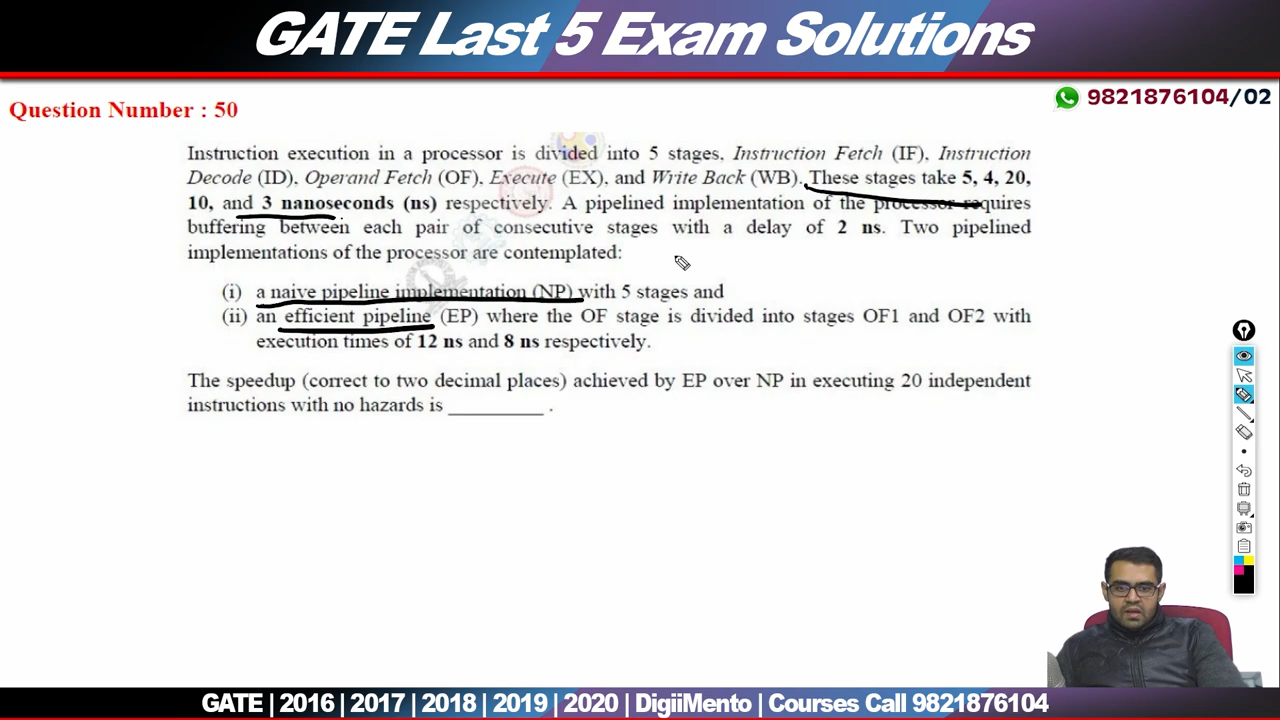 GATE Last 5 Exam Solutions
9821876104/02
Question Number : 50
Instruction execution in a processor is divided into 5 stages, Instruction Fetch (IF), Instruction
Decode (ID), Operand Fetch (OF), Execute (EX), and Write Back (WB). These stages take 5, 4, 20,
10, and 3 nanoseconds (ns) respectively. A pipelined implementation of the processor requires
buffering between each pair of consecutive stages with a delay of 2 ns. Two pipelined
implementations of the processor are contemplated:
(i) a naive pipeline implementation (NP) with 5 stages and
(ii) an efficient pipeline (EP) where the OF stage is divided into stages OF1 and OF2 with
execution times of 12 ns and 8 ns respectively.
The speedup (correct to two decimal places) achieved by EP over NP in executing 20 independent
instructions with no hazards is __________ .
GATE | 2016 | 2017 | 2018 | 2019 | 2020 | DigiiMento | Courses Call 9821876104